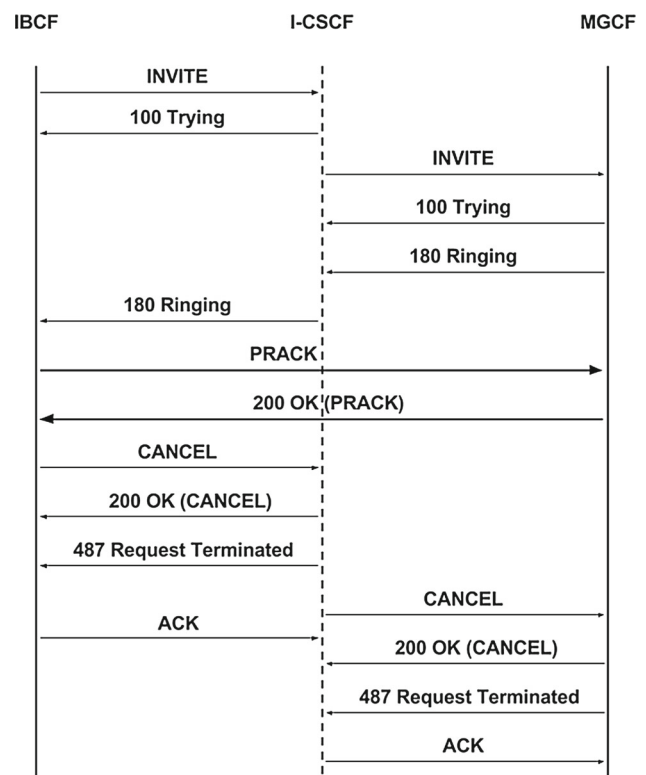 IBCF I-CSCF MGCF
INVITE
100 Trying
INVITE
100 Trying
180 Ringing
180 Ringing
PRACK
200 OK (PRACK)
CANCEL
200 OK (CANCEL)
487 Request Terminated
CANCEL
ACK
200 OK (CANCEL)
487 Request Terminated
ACK